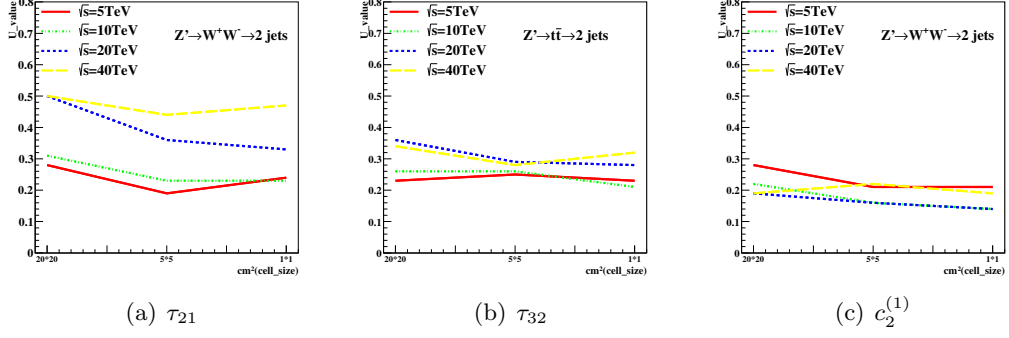 U_value
0.8
0.7
0.6
0.5
0.4
0.3
0.2
0.1
0
√s=5TeV
√s=10TeV
√s=20TeV
√s=40TeV
Z'→W⁺W⁻→2 jets
20*20 5*5 1*1
cm²(cell_size)
(a) τ₂₁
U_value
0.8
0.7
0.6
0.5
0.4
0.3
0.2
0.1
0
√s=5TeV
√s=10TeV
√s=20TeV
√s=40TeV
Z'→tt̄→2 jets
20*20 5*5 1*1
cm²(cell_size)
(b) τ₃₂
U_value
0.8
0.7
0.6
0.5
0.4
0.3
0.2
0.1
0
√s=5TeV
√s=10TeV
√s=20TeV
√s=40TeV
Z'→W⁺W⁻→2 jets
20*20 5*5 1*1
cm²(cell_size)
(c) c₂⁽¹⁾